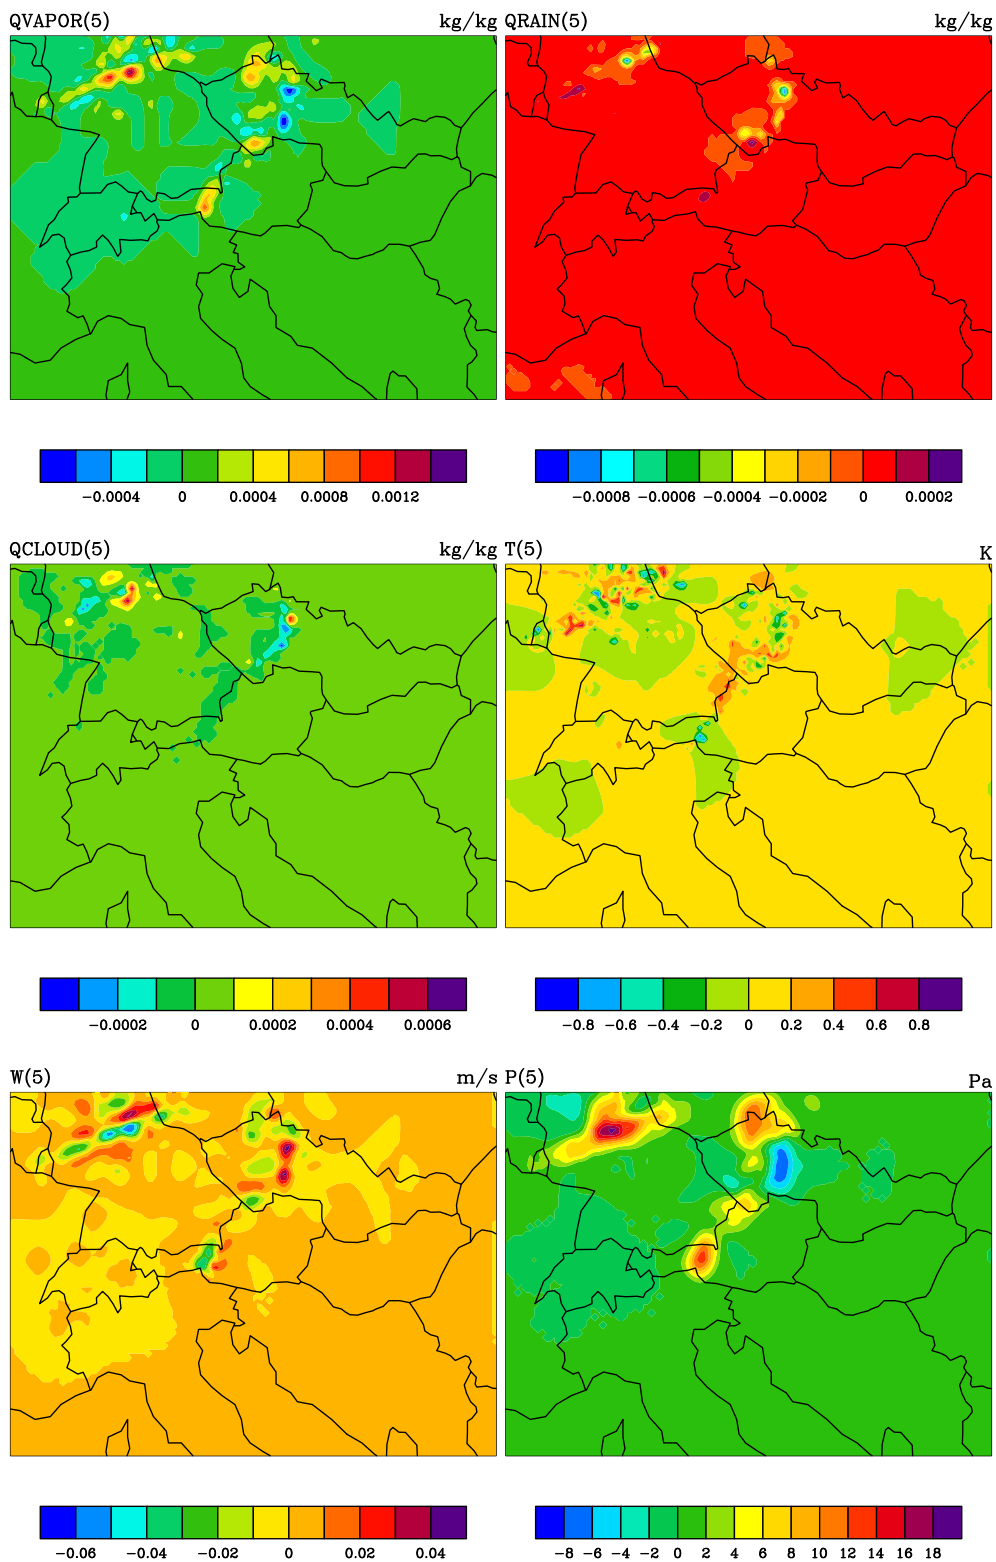 QVAPOR(5) kg/kg QRAIN(5) kg/kg
-0.0004 0 0.0004 0.0008 0.0012 -0.0008 -0.0006 -0.0004 -0.0002 0 0.0002
QCLOUD(5) kg/kg T(5) K
-0.0002 0 0.0002 0.0004 0.0006 -0.8 -0.6 -0.4 -0.2 0 0.2 0.4 0.6 0.8
W(5) m/s P(5) Pa
-0.06 -0.04 -0.02 0 0.02 0.04 -8 -6 -4 -2 0 2 4 6 8 10 12 14 16 18